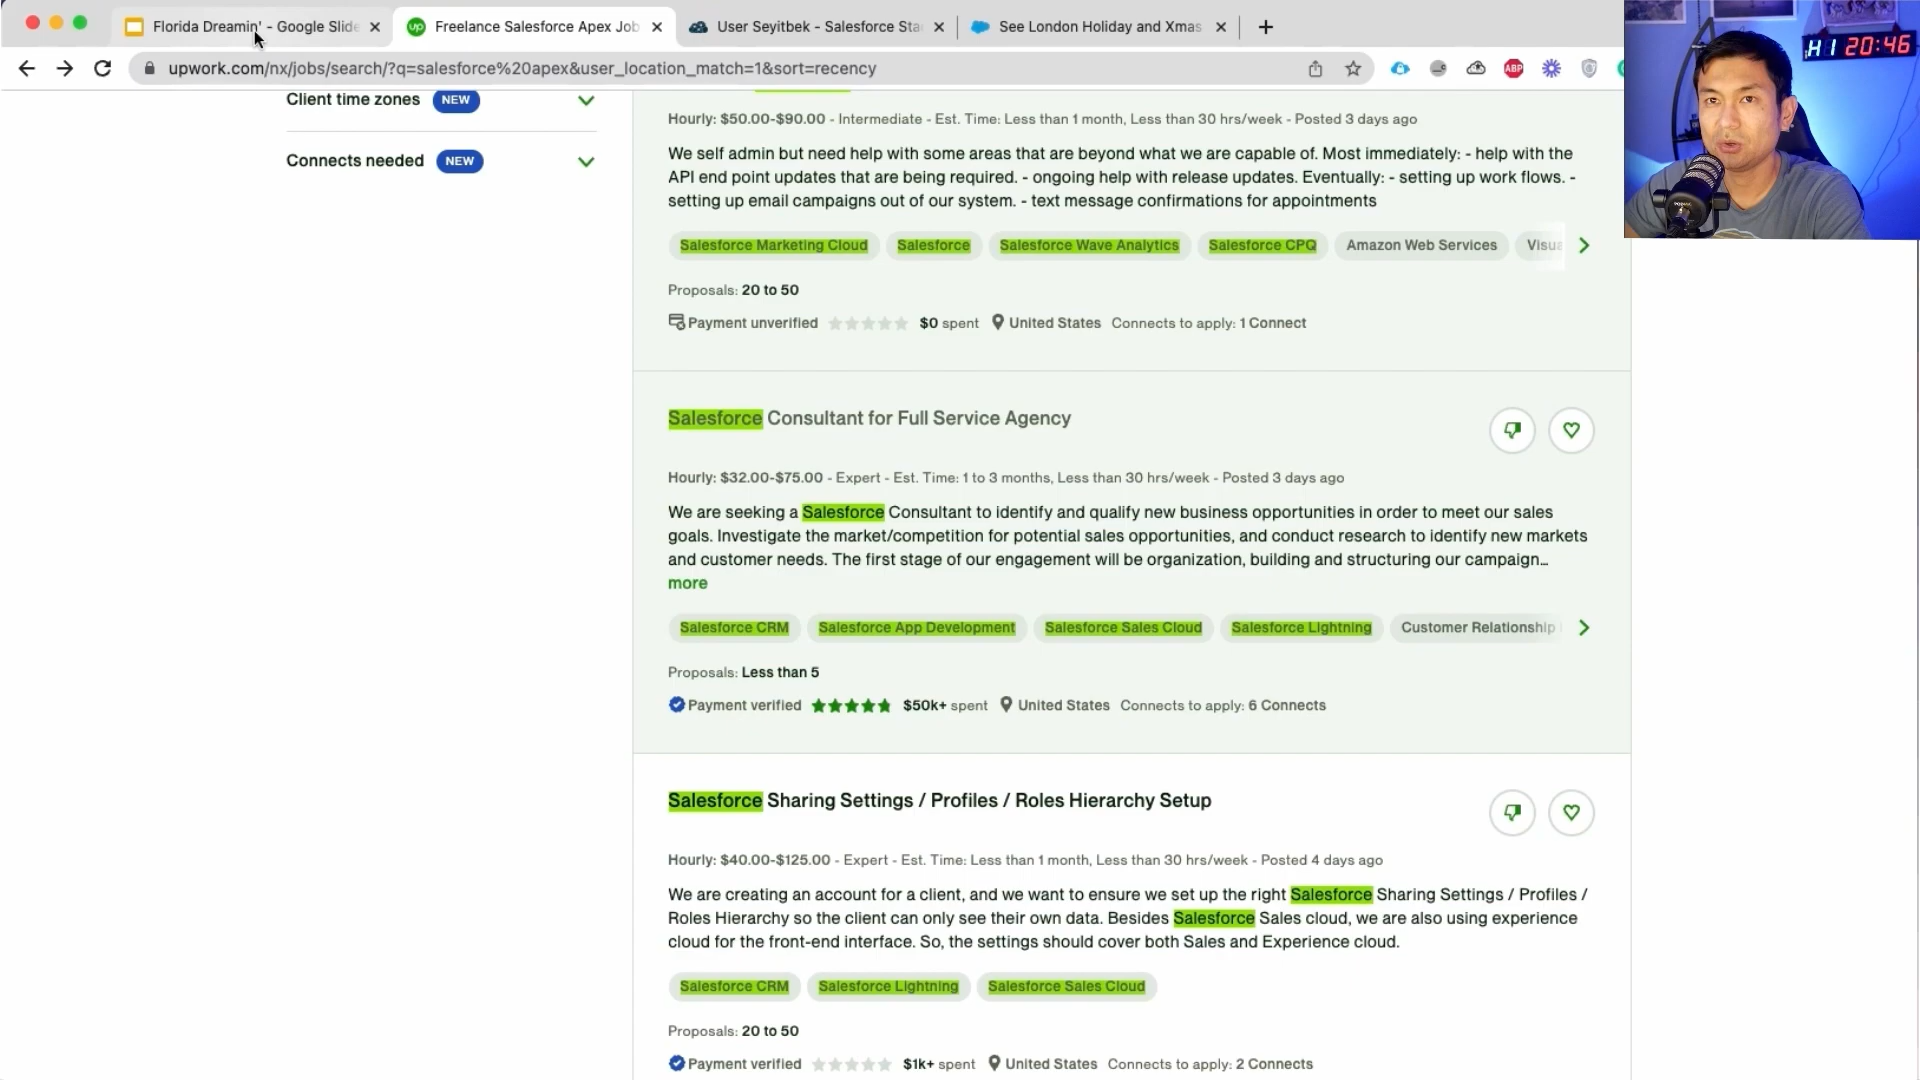 Florida Dreamin' - Google Slide
Freelance Salesforce Apex Job
User Seyitbek - Salesforce Sta
See London Holiday and Xmas
upwork.com/nx/jobs/search/?q=salesforce%20apex&user_location_match=1&sort=recency
ABP
HI 20:46
Client time zones NEW
Connects needed NEW
Hourly: $50.00-$90.00 - Intermediate - Est. Time: Less than 1 month, Less than 30 hrs/week - Posted 3 days ago
We self admin but need help with some areas that are beyond what we are capable of. Most immediately: - help with the
API end point updates that are being required. - ongoing help with release updates. Eventually: - setting up work flows. -
setting up email campaigns out of our system. - text message confirmations for appointments
Salesforce Marketing Cloud Salesforce Salesforce Wave Analytics Salesforce CPQ Amazon Web Services Visua
Proposals: 20 to 50
Payment unverified $0 spent United States Connects to apply: 1 Connect
Salesforce Consultant for Full Service Agency
Hourly: $32.00-$75.00 - Expert - Est. Time: 1 to 3 months, Less than 30 hrs/week - Posted 3 days ago
We are seeking a Salesforce Consultant to identify and qualify new business opportunities in order to meet our sales
goals. Investigate the market/competition for potential sales opportunities, and conduct research to identify new markets
and customer needs. The first stage of our engagement will be organization, building and structuring our campaign…
more
Salesforce CRM Salesforce App Development Salesforce Sales Cloud Salesforce Lightning Customer Relationship
Proposals: Less than 5
Payment verified $50k+ spent United States Connects to apply: 6 Connects
Salesforce Sharing Settings / Profiles / Roles Hierarchy Setup
Hourly: $40.00-$125.00 - Expert - Est. Time: Less than 1 month, Less than 30 hrs/week - Posted 4 days ago
We are creating an account for a client, and we want to ensure we set up the right Salesforce Sharing Settings / Profiles /
Roles Hierarchy so the client can only see their own data. Besides Salesforce Sales cloud, we are also using experience
cloud for the front-end interface. So, the settings should cover both Sales and Experience cloud.
Salesforce CRM Salesforce Lightning Salesforce Sales Cloud
Proposals: 20 to 50
Payment verified $1k+ spent United States Connects to apply: 2 Connects